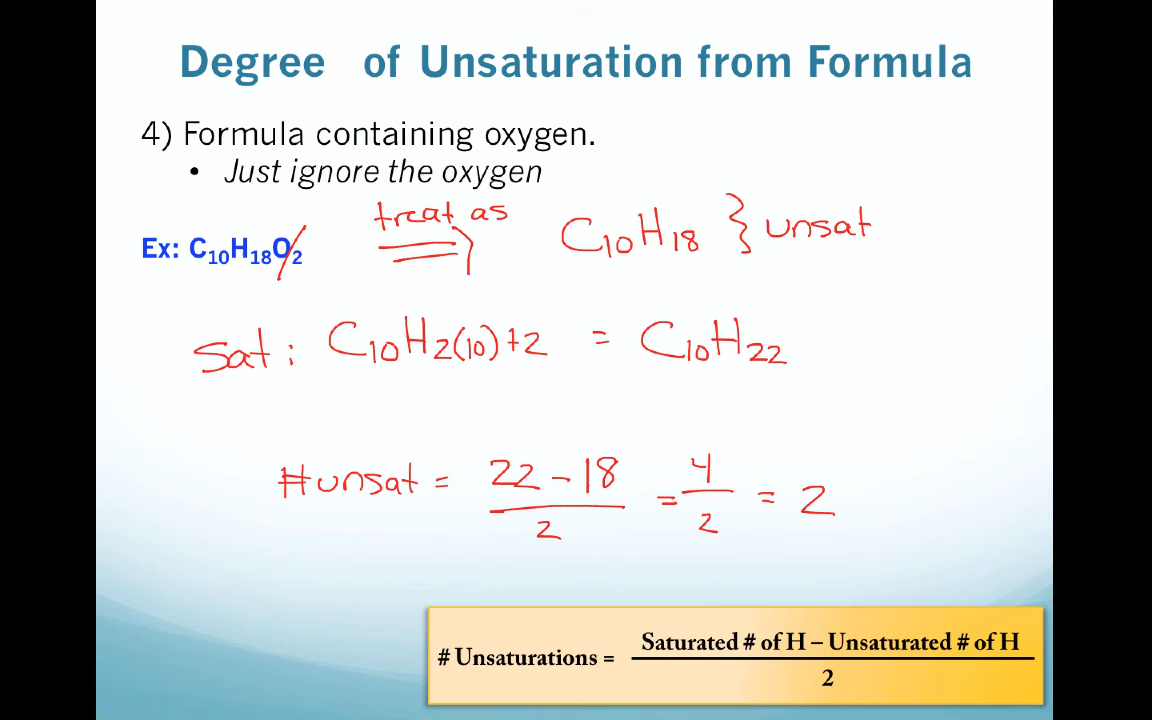 Degree of Unsaturation from Formula
4) Formula containing oxygen.
• Just ignore the oxygen
treat as
Ex: C₁₀H₁₈O₂ ⇒ C₁₀H₁₈ } unsat
Sat: C₁₀H₂₍₁₀₎₊₂ = C₁₀H₂₂
# unsat = (22 - 18)/2 = 4/2 = 2
# Unsaturations = (Saturated # of H – Unsaturated # of H)/2